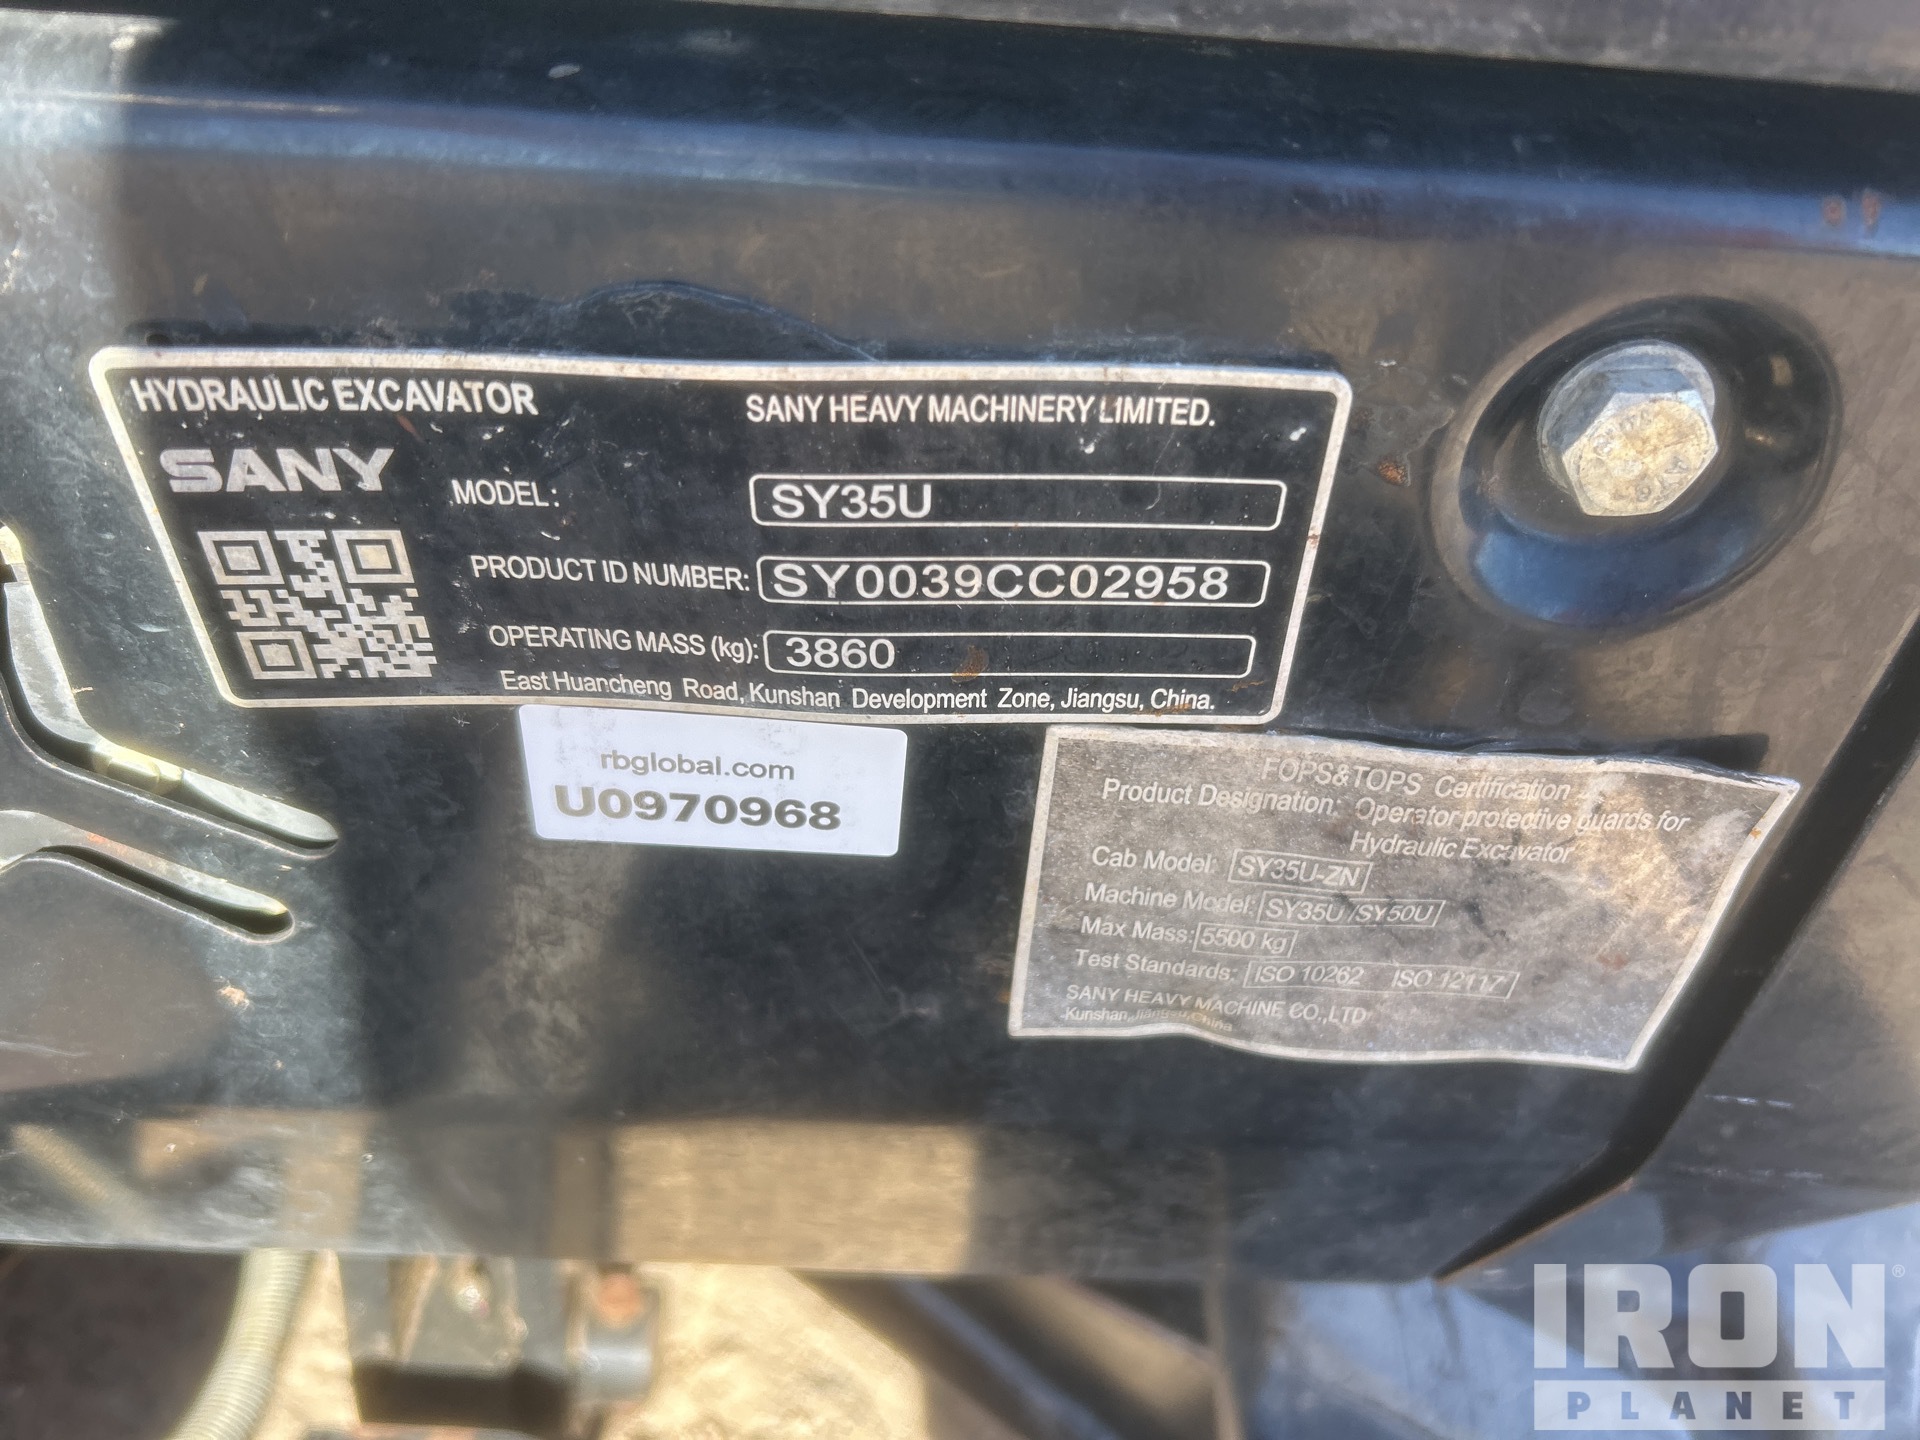 HYDRAULIC EXCAVATOR
SANY HEAVY MACHINERY LIMITED.
SANY
MODEL: SY35U
PRODUCT ID NUMBER: SY0039CC02958
OPERATING MASS (kg): 3860
East Huancheng Road, Kunshan Development Zone, Jiangsu, China.
rbglobal.com
U0970968
FOPS&TOPS Certification
Product Designation: Operator protective guards for
Hydraulic Excavator
Cab Model: SY35U-ZN
Machine Model: SY35U/SY50U
Max Mass: 5500 kg
Test Standards: ISO 10262 ISO 12117
SANY HEAVY MACHINE CO.,LTD
Kunshan, Jiangsu, China
IRON
PLANET